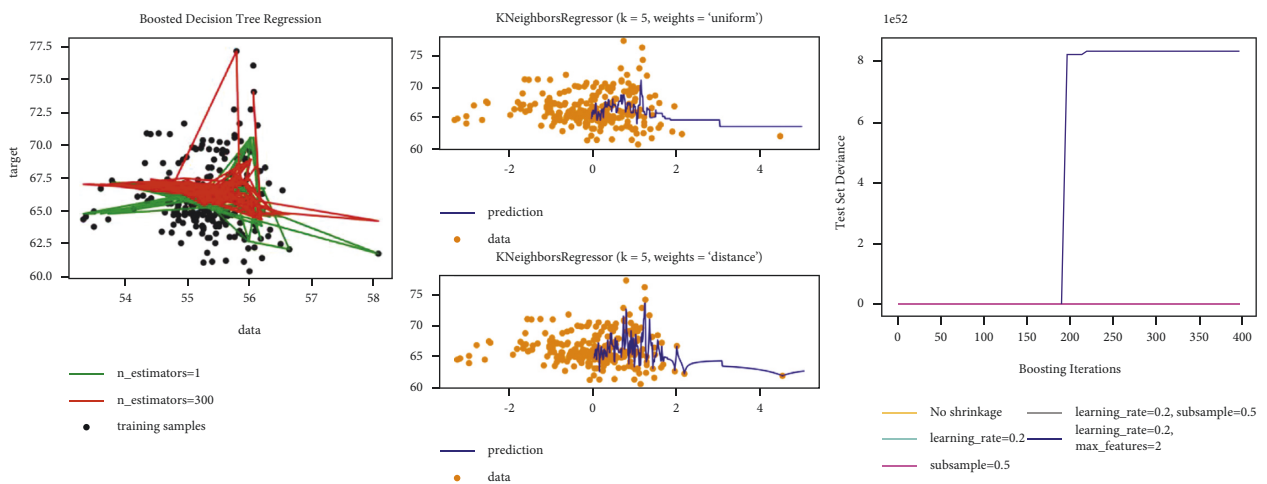 Boosted Decision Tree Regression
77.5
75.0
72.5
70.0
67.5
65.0
62.5
60.0
target
54
55
56
57
58
data
n_estimators=1
n_estimators=300
training samples
KNeighborsRegressor (k = 5, weights = ‘uniform’)
75
70
65
60
-2
0
2
4
prediction
data
KNeighborsRegressor (k = 5, weights = ‘distance’)
75
70
65
60
-2
0
2
4
prediction
data
1e52
8
6
4
2
0
Test Set Deviance
0
50
100
150
200
250
300
350
400
Boosting Iterations
No shrinkage
learning_rate=0.2
subsample=0.5
learning_rate=0.2, subsample=0.5
learning_rate=0.2,
max_features=2